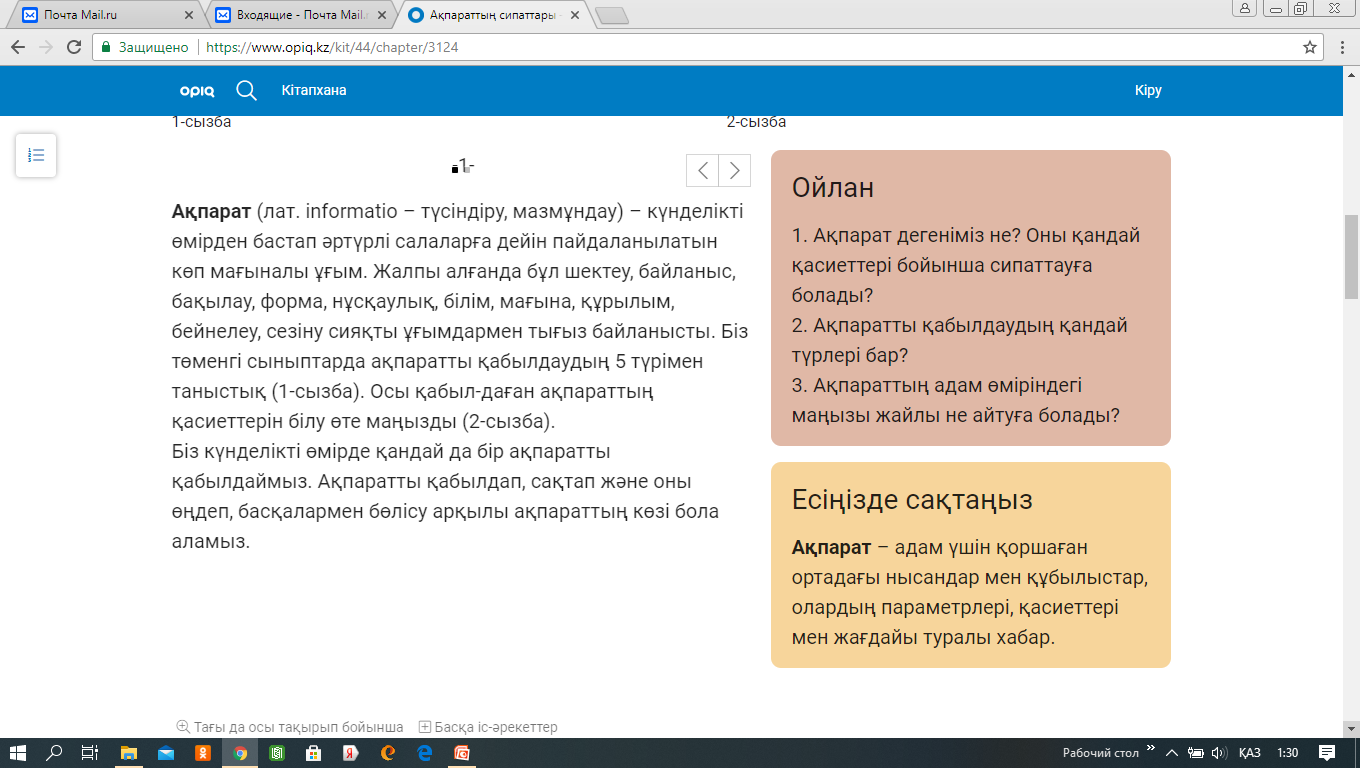 Почта Mail.ru
Входящие - Почта Mail.r
Ақпараттың сипаттары -
Защищено
https://www.opiq.kz/kit/44/chapter/3124
opiq
Кітапхана
Кіру
1-сызба
2-сызба
1-
Ақпарат (лат. informatio – түсіндіру, мазмұндау) – күнделікті
өмірден бастап әртүрлі салаларға дейін пайдаланылатын
көп мағыналы ұғым. Жалпы алғанда бұл шектеу, байланыс,
бақылау, форма, нұсқаулық, білім, мағына, құрылым,
бейнелеу, сезіну сияқты ұғымдармен тығыз байланысты. Біз
төменгі сыныптарда ақпаратты қабылдаудың 5 түрімен
таныстық (1-сызба). Осы қабыл-даған ақпараттың
қасиеттерін білу өте маңызды (2-сызба).
Біз күнделікті өмірде қандай да бір ақпаратты
қабылдаймыз. Ақпаратты қабылдап, сақтап және оны
өңдеп, басқалармен бөлісу арқылы ақпараттың көзі бола
аламыз.
Ойлан
1. Ақпарат дегеніміз не? Оны қандай
қасиеттері бойынша сипаттауға
болады?
2. Ақпаратты қабылдаудың қандай
түрлері бар?
3. Ақпараттың адам өміріндегі
маңызы жайлы не айтуға болады?
Есіңізде сақтаңыз
Ақпарат – адам үшін қоршаған
ортадағы нысандар мен құбылыстар,
олардың параметрлері, қасиеттері
мен жағдайы туралы хабар.
Тағы да осы тақырып бойынша
Басқа іс-әрекеттер
Рабочий стол
ҚАЗ
1:30